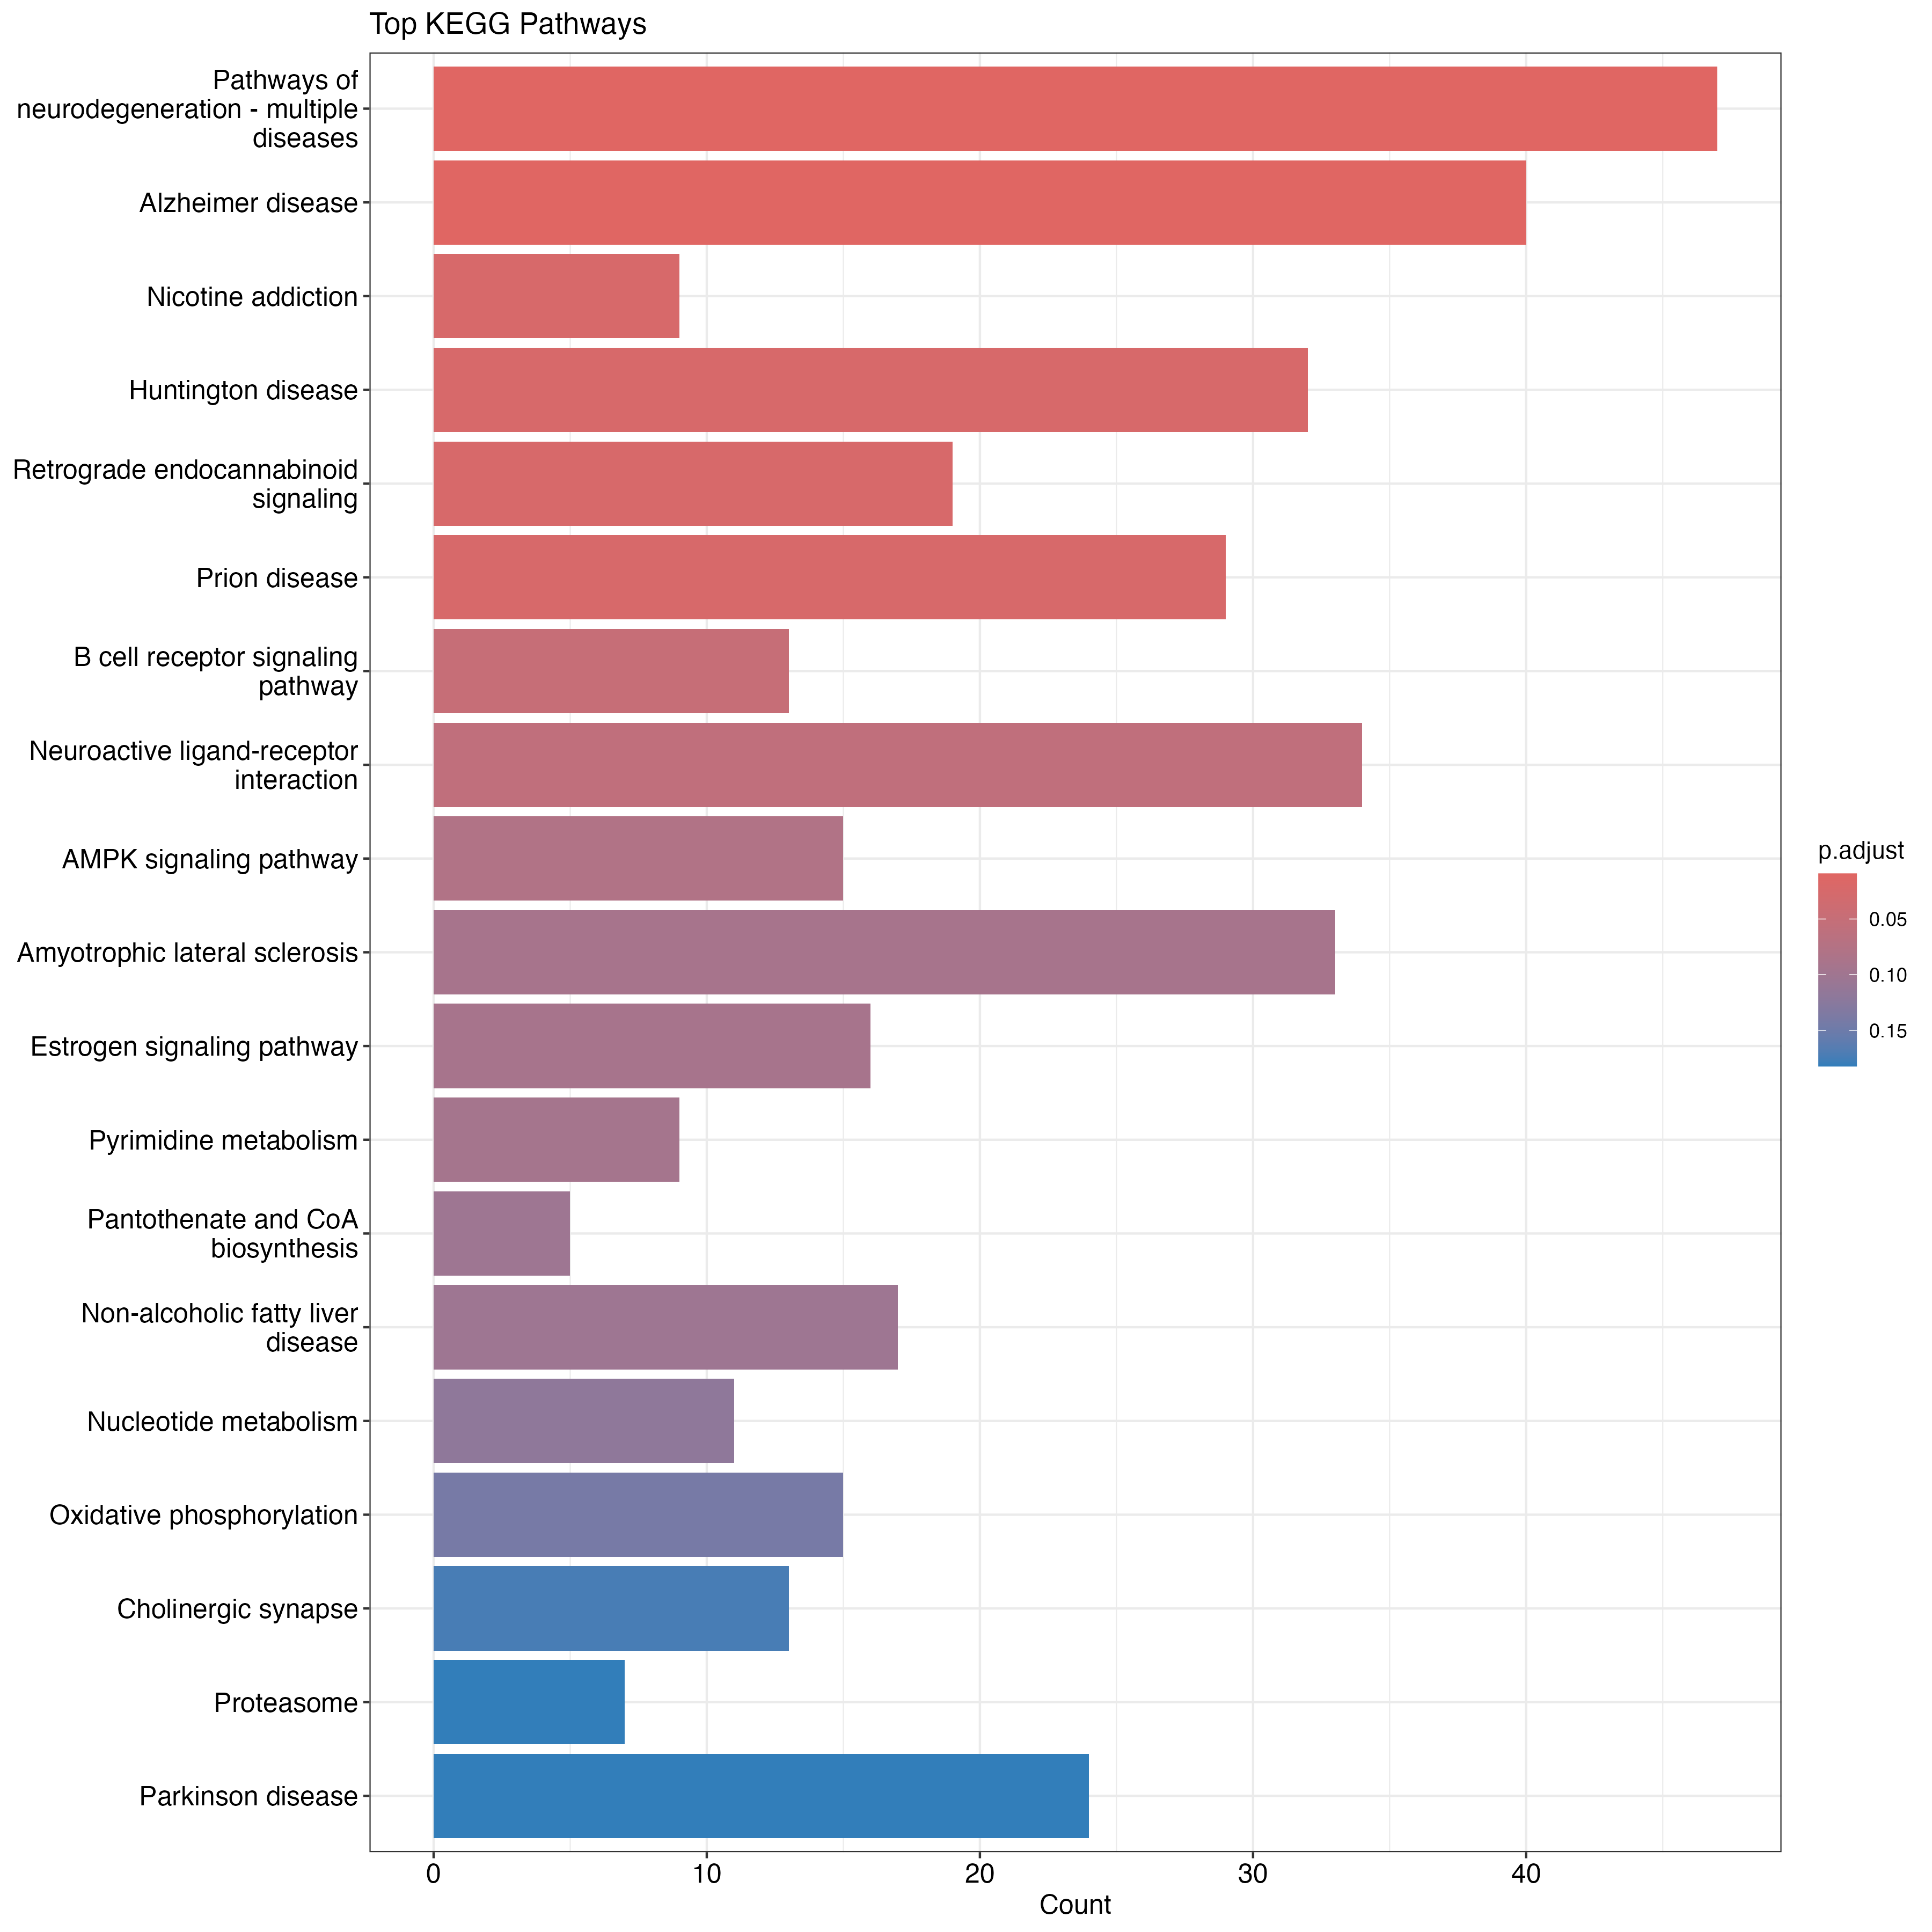 Top KEGG Pathways
Pathways of
neurodegeneration - multiple
diseases
Alzheimer disease
Nicotine addiction
Huntington disease
Retrograde endocannabinoid
signaling
Prion disease
B cell receptor signaling
pathway
Neuroactive ligand-receptor
interaction
AMPK signaling pathway
Amyotrophic lateral sclerosis
Estrogen signaling pathway
Pyrimidine metabolism
Pantothenate and CoA
biosynthesis
Non-alcoholic fatty liver
disease
Nucleotide metabolism
Oxidative phosphorylation
Cholinergic synapse
Proteasome
Parkinson disease
0 10 20 30 40
Count
p.adjust
0.05
0.10
0.15